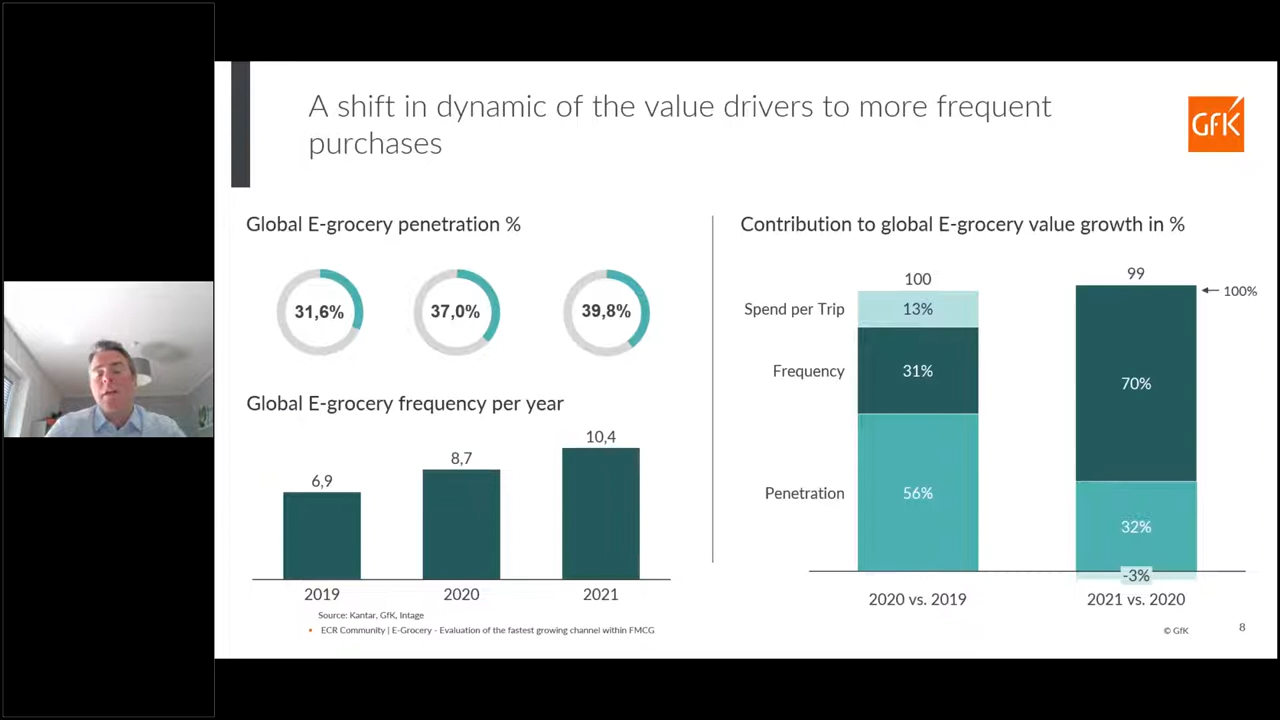 A shift in dynamic of the value drivers to more frequent
purchases
GfK
Global E-grocery penetration %
31,6%
37,0%
39,8%
Global E-grocery frequency per year
6,9
8,7
10,4
2019
2020
2021
Source: Kantar, GfK, Intage
• ECR Community | E-Grocery - Evaluation of the fastest growing channel within FMCG
Contribution to global E-grocery value growth in %
100
99
100%
Spend per Trip
13%
Frequency
31%
70%
Penetration
56%
32%
-3%
2020 vs. 2019
2021 vs. 2020
© GfK
8